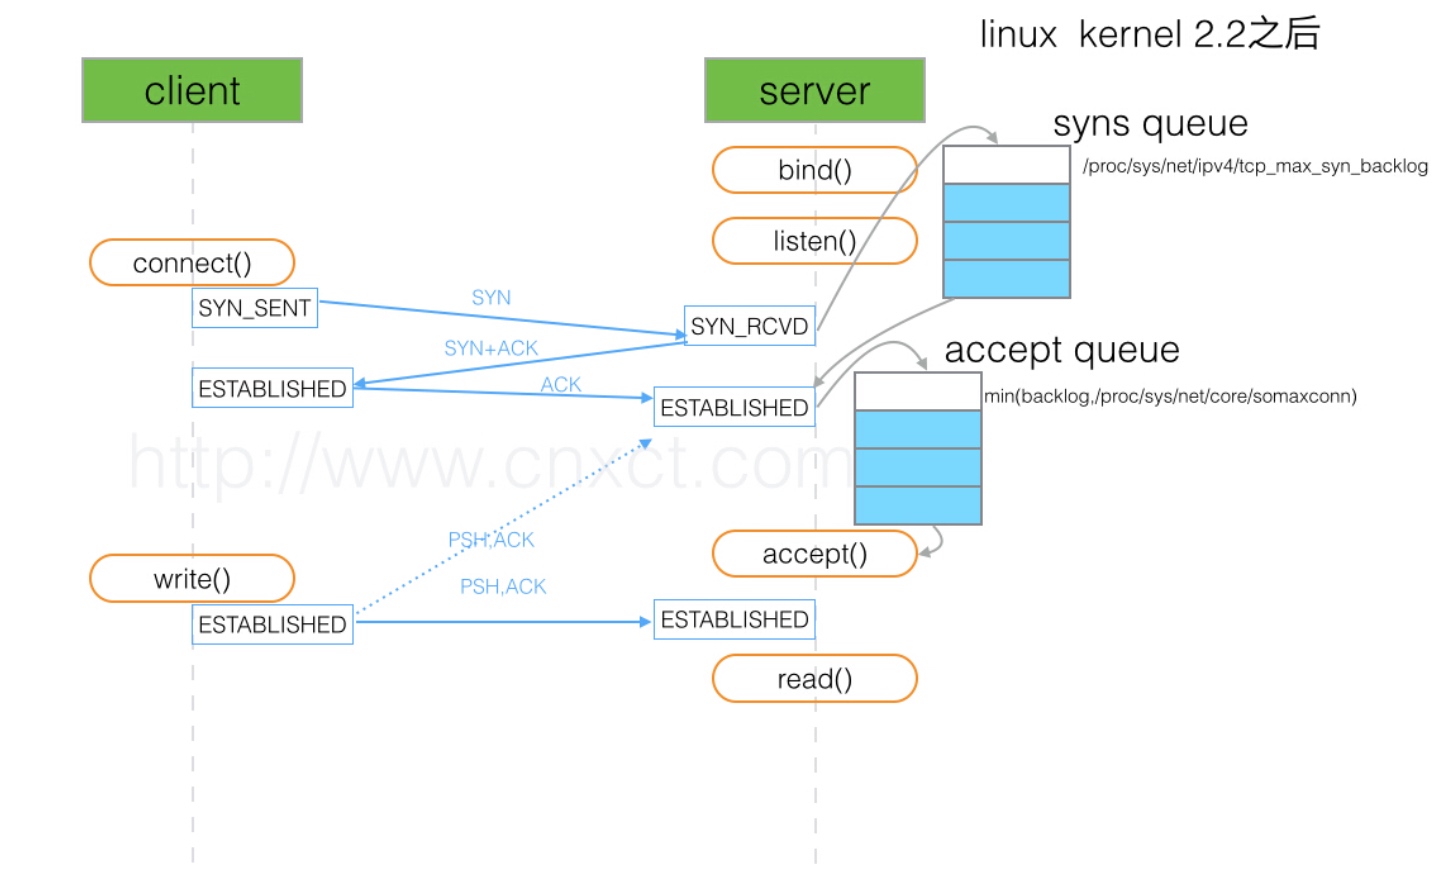 linux kernel 2.2之后
client
server
syns queue
/proc/sys/net/ipv4/tcp_max_syn_backlog
bind()
listen()
connect()
SYN_SENT
SYN
SYN_RCVD
SYN+ACK
accept queue
min(backlog,/proc/sys/net/core/somaxconn)
ESTABLISHED
ACK
ESTABLISHED
http://www.cnxct.com
PSH,ACK
accept()
write()
PSH,ACK
ESTABLISHED
ESTABLISHED
read()